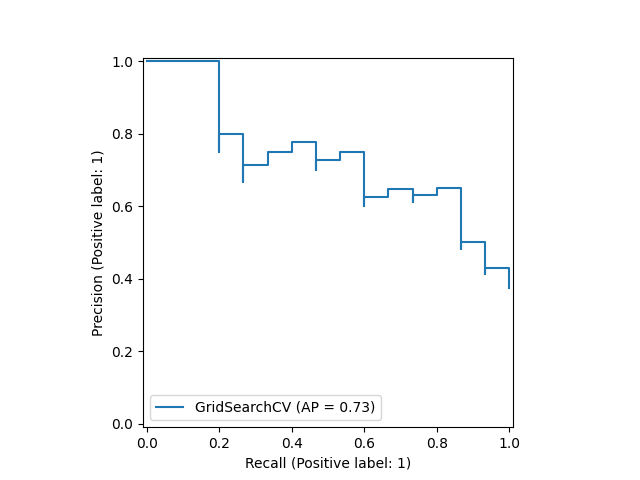 1.0
0.8
0.6
0.4
0.2
0.0
Precision (Positive label: 1)
GridSearchCV (AP = 0.73)
0.0 0.2 0.4 0.6 0.8 1.0
Recall (Positive label: 1)